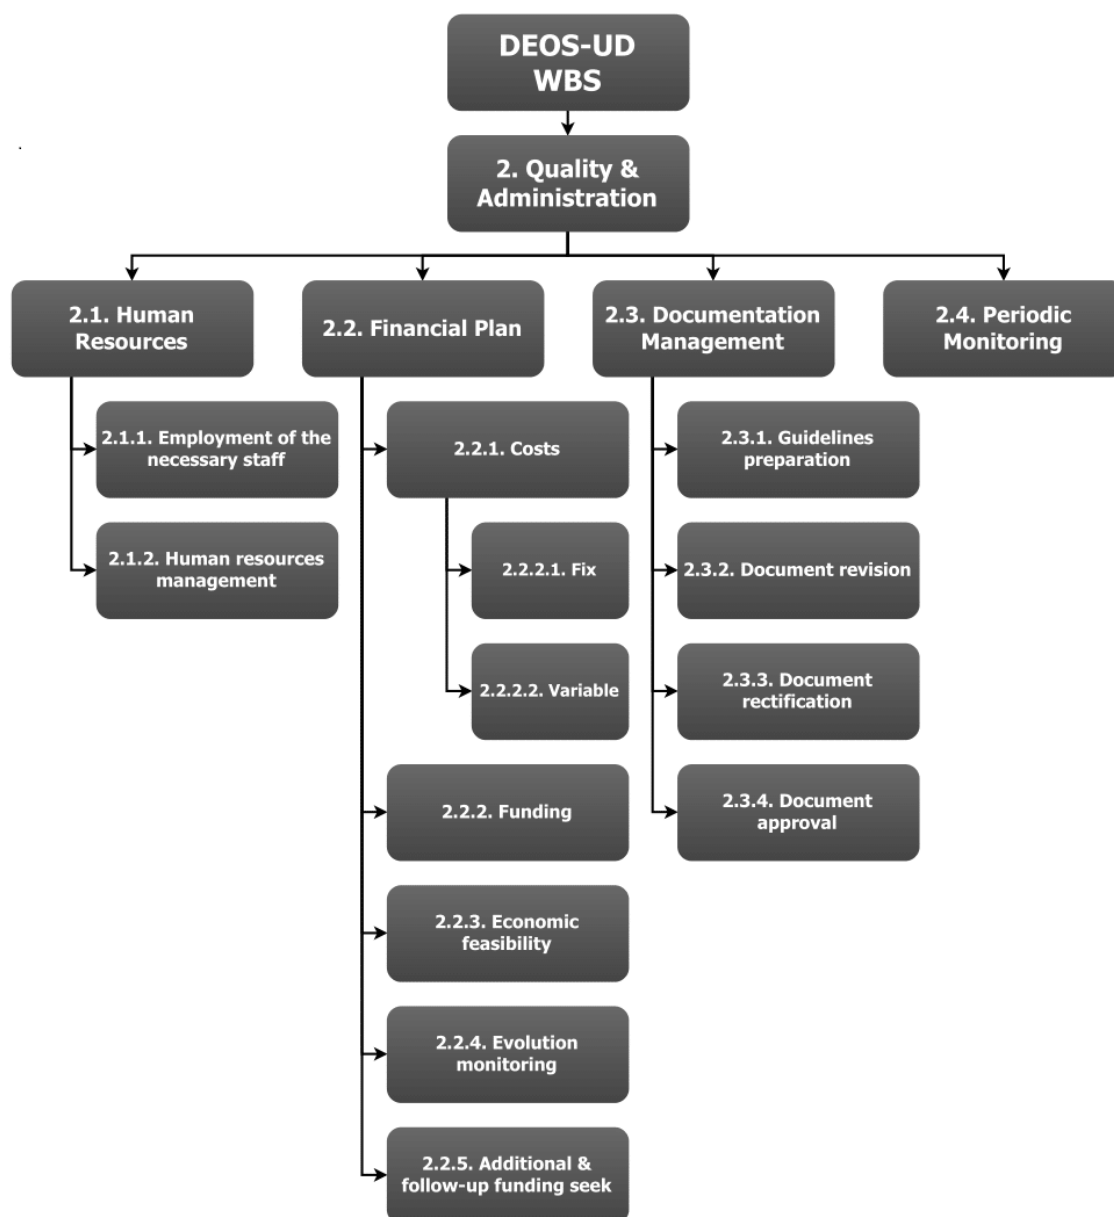 DEOS-UD
WBS
2. Quality &
Administration
2.1. Human
Resources
2.2. Financial Plan
2.3. Documentation
Management
2.4. Periodic
Monitoring
2.1.1. Employment of the
necessary staff
2.1.2. Human resources
management
2.2.1. Costs
2.2.2.1. Fix
2.2.2.2. Variable
2.2.2. Funding
2.2.3. Economic
feasibility
2.2.4. Evolution
monitoring
2.2.5. Additional &
follow-up funding seek
2.3.1. Guidelines
preparation
2.3.2. Document revision
2.3.3. Document
rectification
2.3.4. Document
approval